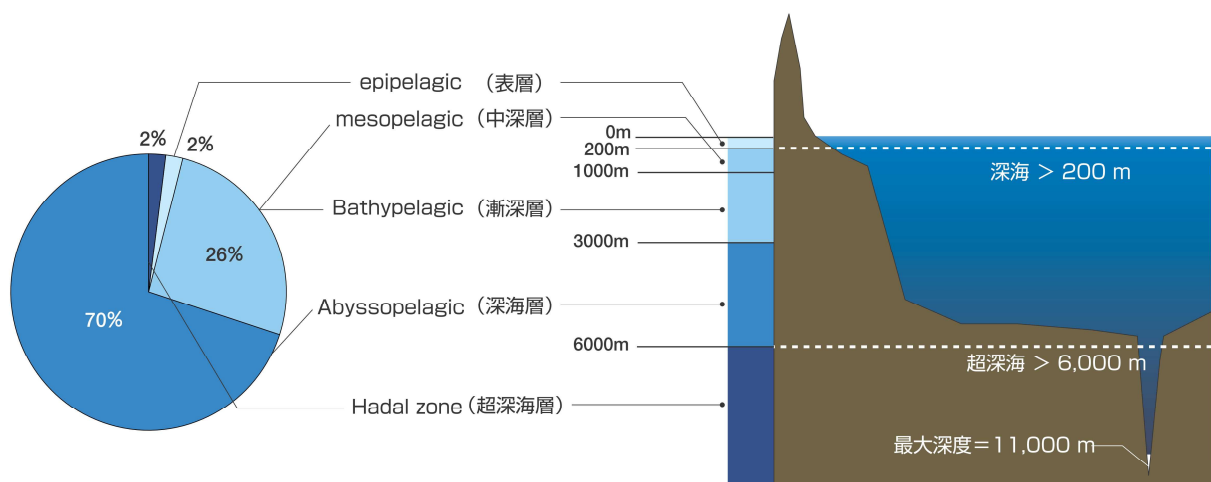 2%
2%
26%
70%
epipelagic (表層)
mesopelagic (中深層)
Bathypelagic (漸深層)
Abyssopelagic (深海層)
Hadal zone (超深海層)
0m
200m
1000m
3000m
6000m
深海 > 200 m
超深海 > 6,000 m
最大深度=11,000 m